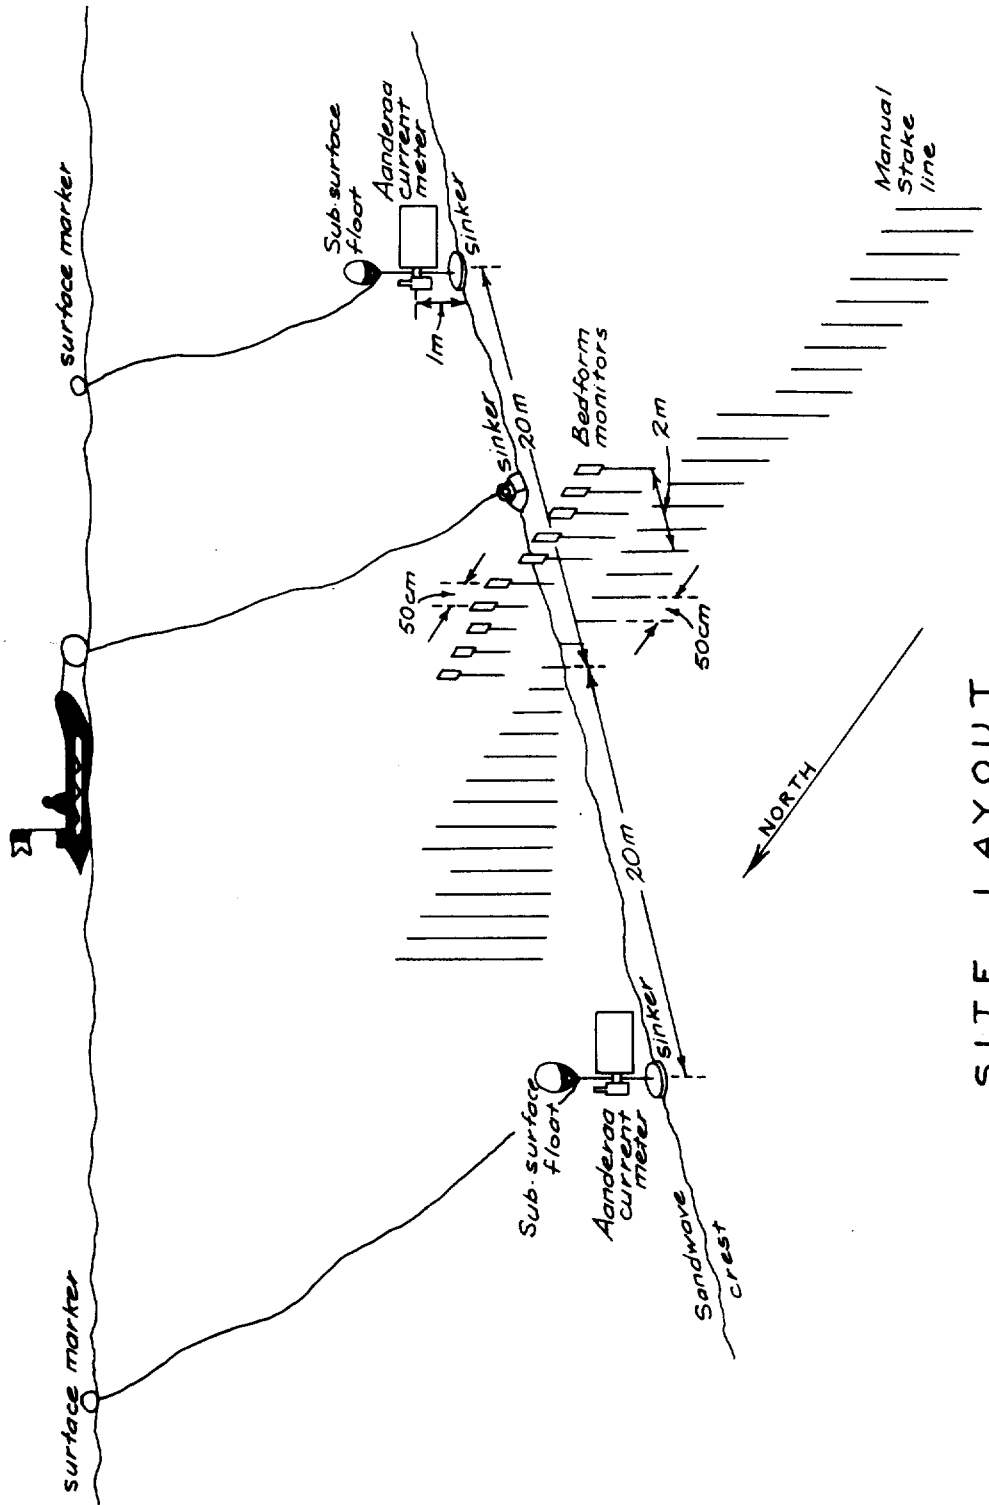 surface marker
surface marker
Sub-surface
float
Aanderaa
current
meter
sinker
1m
sinker
20m
Bedform
monitors
2m
50cm
50cm
Manual
Stake
line
20m
Sub-surface
float
Aanderaa
current
meter
sinker
Sandwave
crest
NORTH
SITE LAYOUT